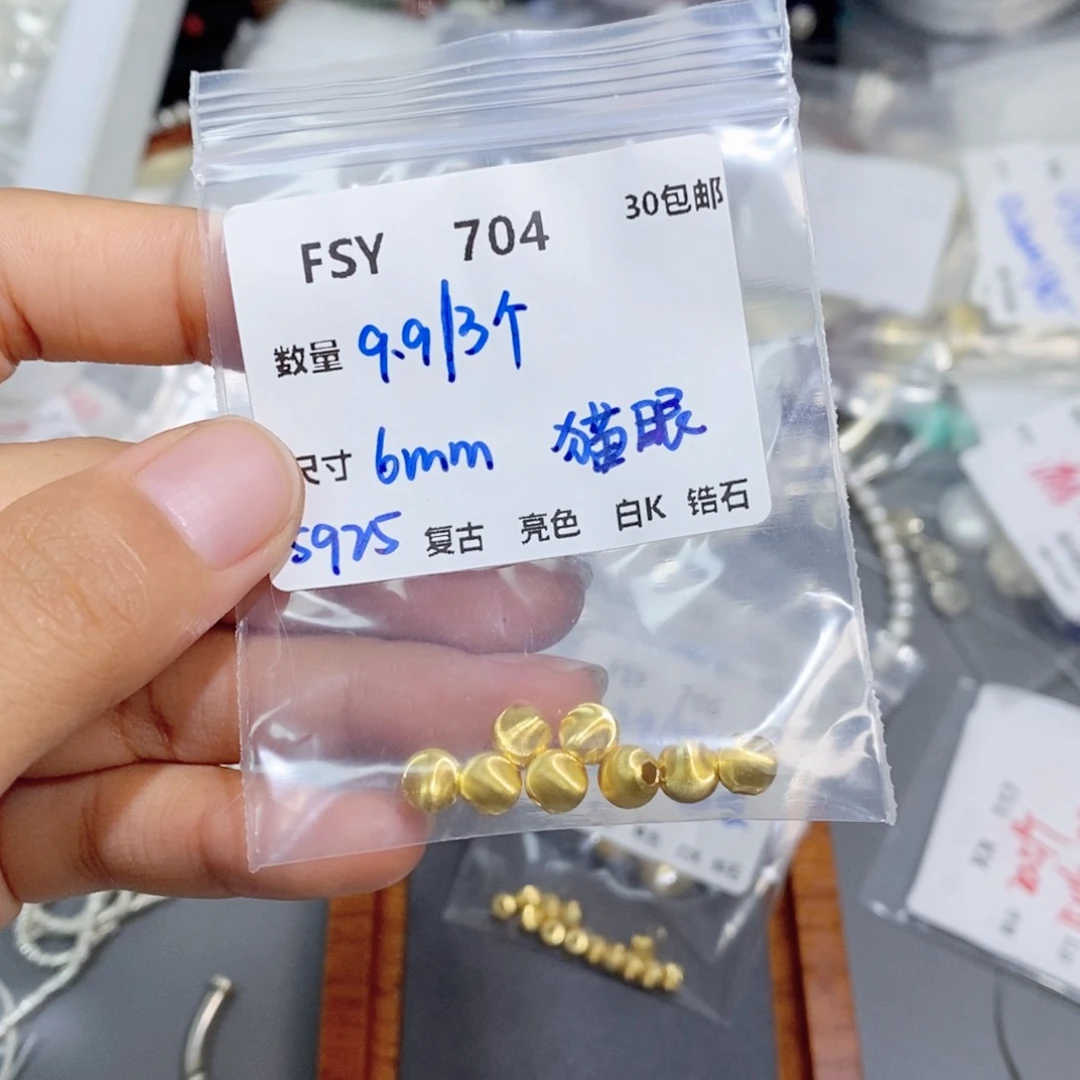 FSY 704 30包邮
数量 9.9/3个
尺寸 6mm 猫眼
S925 复古 亮色 白K 锆石